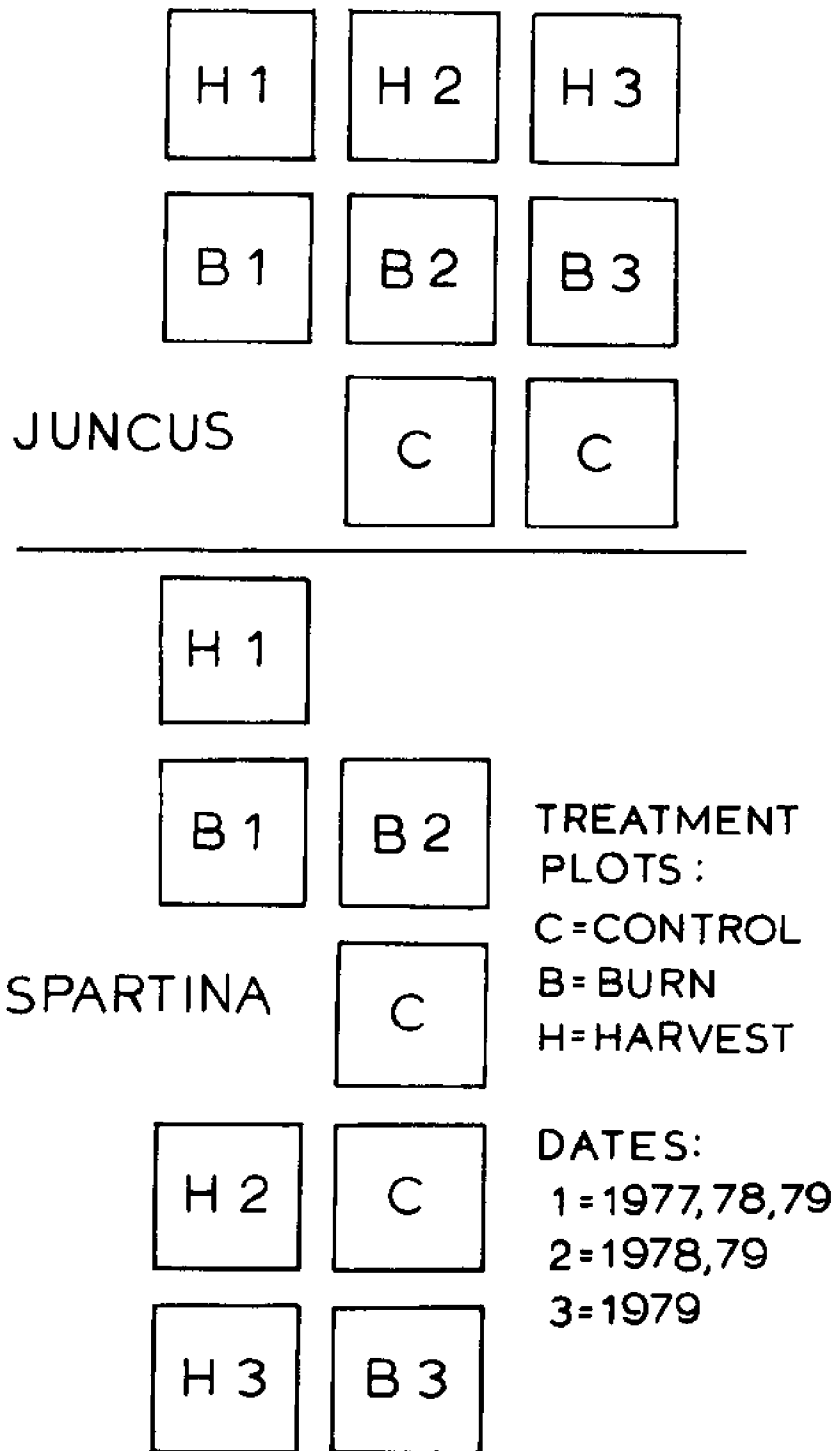 H 1 H 2 H 3
B 1 B 2 B 3
JUNCUS C C
H 1
B 1 B 2
SPARTINA C
H 2 C
H 3 B 3
TREATMENT
PLOTS:
C=CONTROL
B=BURN
H=HARVEST
DATES:
1=1977,78,79
2=1978,79
3=1979